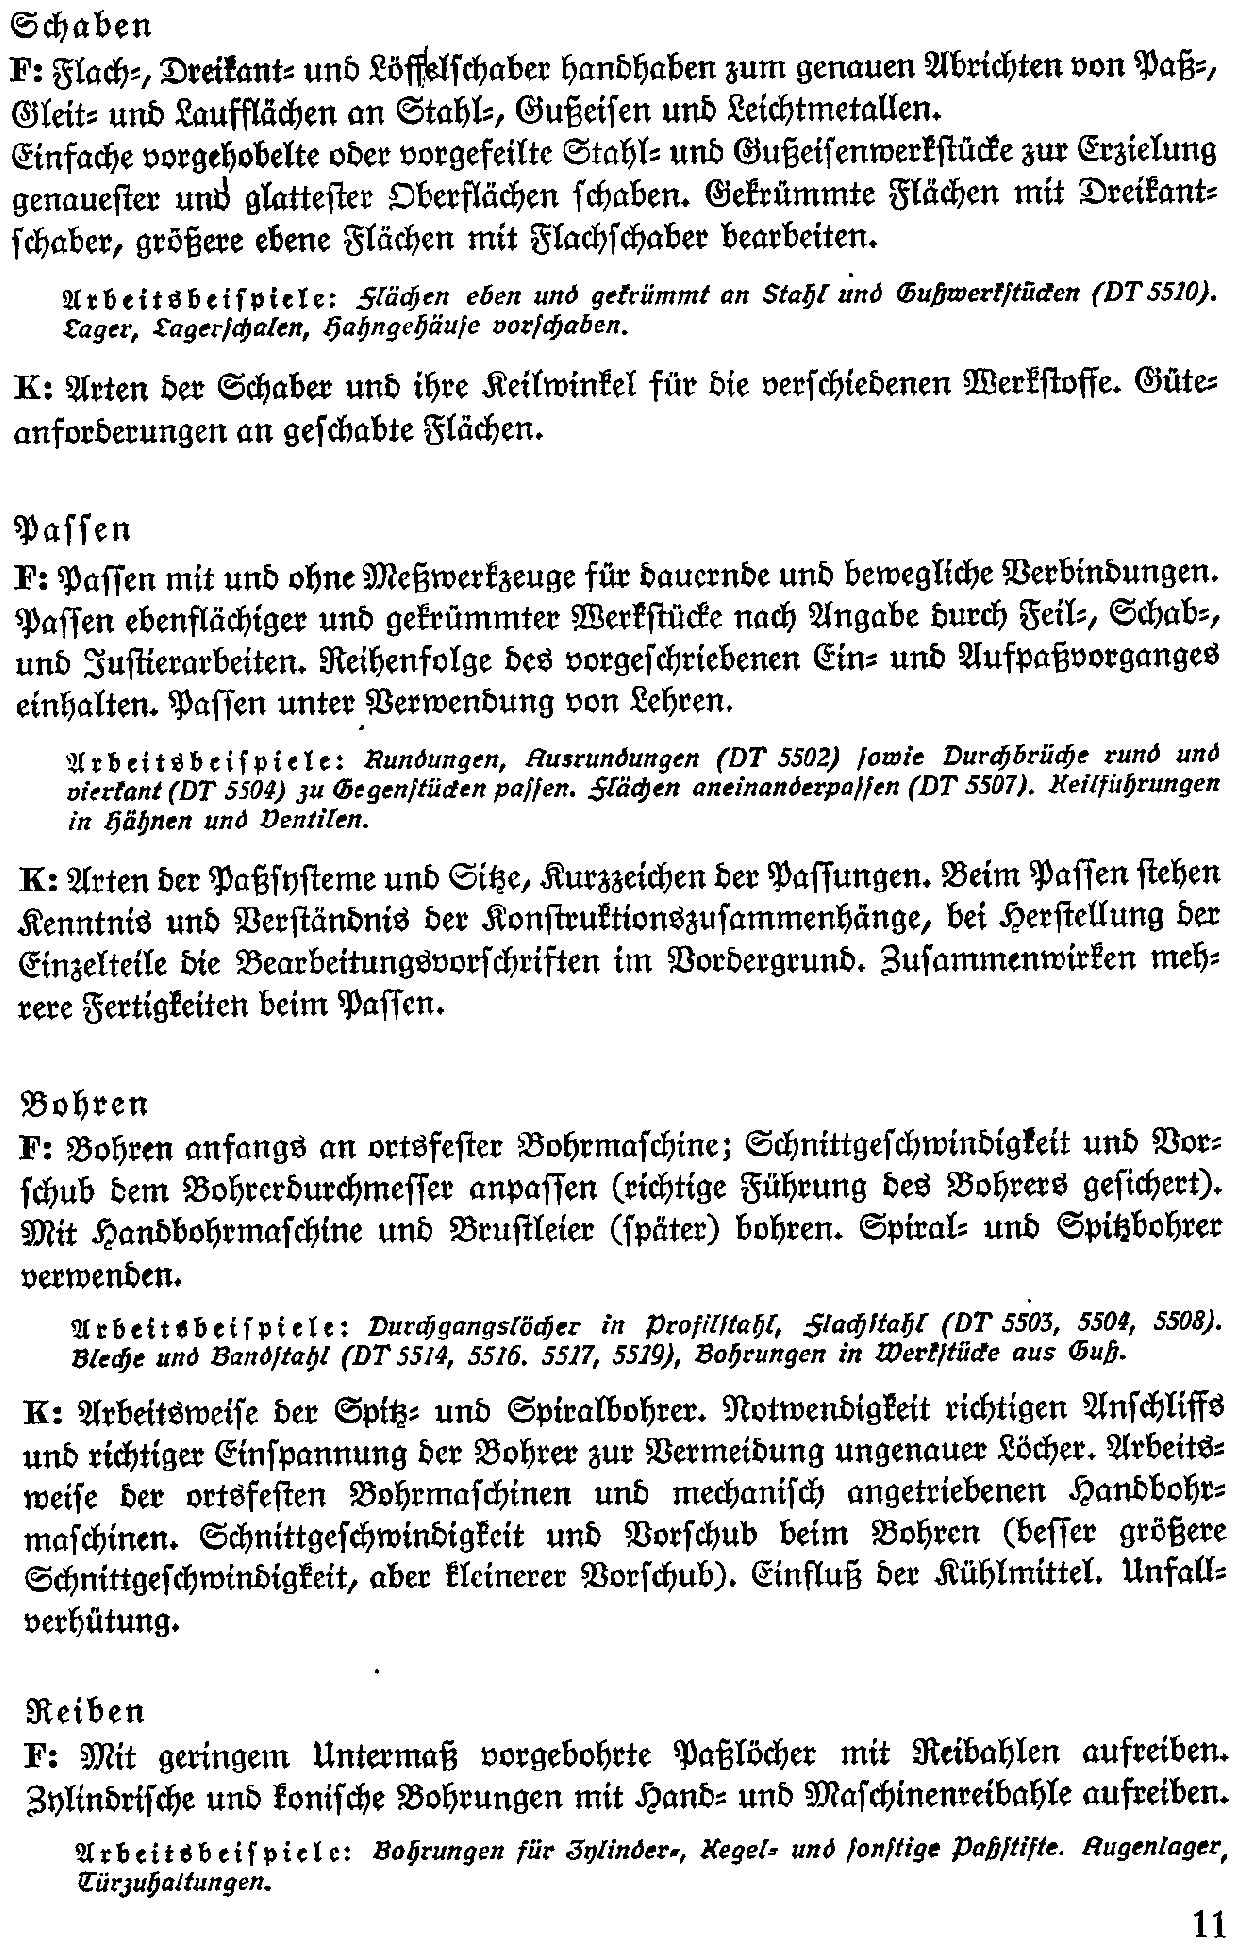 Schaben
F: Flach-, Dreikant- und Löffelschaber handhaben zum genauen Abrichten von Paß-,
Gleit- und Laufflächen an Stahl-, Gußeisen und Leichtmetallen.
Einfache vorgehobelte oder vorgefeilte Stahl- und Gußeisenwerkstücke zur Erzielung
genauester und glattester Oberflächen schaben. Gekrümmte Flächen mit Dreikant-
schaber, größere ebene Flächen mit Flachschaber bearbeiten.
Arbeitsbeispiele: Flächen eben und gekrümmt an Stahl und Gußwerkstücken (DT 5510).
Lager, Lagerschalen, Hahngehäuse vorschaben.
K: Arten der Schaber und ihre Keilwinkel für die verschiedenen Werkstoffe. Güte-
anforderungen an geschabte Flächen.
Passen
F: Passen mit und ohne Meßwerkzeuge für dauernde und bewegliche Verbindungen.
Passen ebenflächiger und gekrümmter Werkstücke nach Angabe durch Feil-, Schab-,
und Justierarbeiten. Reihenfolge des vorgeschriebenen Ein- und Aufpaßvorganges
einhalten. Passen unter Verwendung von Lehren.
Arbeitsbeispiele: Rundungen, Ausrundungen (DT 5502) sowie Durchbrüche rund und
vierkant (DT 5504) zu Gegenstücken passen. Flächen aneinanderpassen (DT 5507). Keilführungen
in Hähnen und Ventilen.
K: Arten der Paßsysteme und Sitze, Kurzzeichen der Passungen. Beim Passen stehen
Kenntnis und Verständnis der Konstruktionszusammenhänge, bei Herstellung der
Einzelteile die Bearbeitungsvorschriften im Vordergrund. Zusammenwirken meh-
rere Fertigkeiten beim Passen.
Bohren
F: Bohren anfangs an ortsfester Bohrmaschine; Schnittgeschwindigkeit und Vor-
schub dem Bohrerdurchmesser anpassen (richtige Führung des Bohrers gesichert).
Mit Handbohrmaschine und Brustleier (später) bohren. Spiral- und Spitzbohrer
verwenden.
Arbeitsbeispiele: Durchgangslöcher in Profilstahl, Flachstahl (DT 5503, 5504, 5508).
Bleche und Bandstahl (DT 5514, 5516. 5517, 5519), Bohrungen in Werkstücke aus Guß.
K: Arbeitsweise der Spitz- und Spiralbohrer. Notwendigkeit richtigen Anschliffs
und richtiger Einspannung der Bohrer zur Vermeidung ungenauer Löcher. Arbeits-
weise der ortsfesten Bohrmaschinen und mechanisch angetriebenen Handbohr-
maschinen. Schnittgeschwindigkeit und Vorschub beim Bohren (besser größere
Schnittgeschwindigkeit, aber kleinerer Vorschub). Einfluß der Kühlmittel. Unfall-
verhütung.
Reiben
F: Mit geringem Untermaß vorgebohrte Paßlöcher mit Reibahlen aufreiben.
Zylindrische und konische Bohrungen mit Hand- und Maschinenreibahle aufreiben.
Arbeitsbeispiele: Bohrungen für Zylinder-, Kegel- und sonstige Paßstifte. Augenlager,
Türzuhaltungen.
11